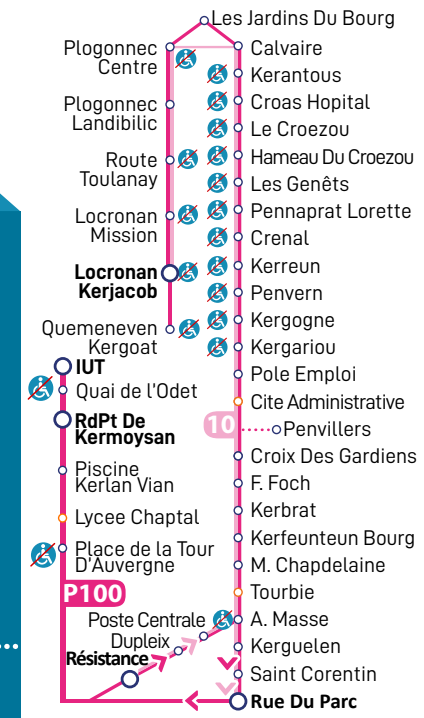 Les Jardins Du Bourg
Plogonnec
Centre
Plogonnec
Landibilic
Route
Toulanay
Locronan
Mission
Locronan
Kerjacob
Quemeneven
Kergoat
Calvaire
Kerantous
Croas Hopital
Le Croezou
Hameau Du Croezou
Les Genêts
Pennaprat Lorette
Crenal
Kerreun
Penvern
Kergogne
Kergariou
Pole Emploi
Cite Administrative
10
Penvillers
Croix Des Gardiens
F. Foch
Kerbrat
Kerfeunteun Bourg
M. Chapdelaine
Tourbie
A. Masse
Kerguelen
Saint Corentin
Rue Du Parc
IUT
Quai de l'Odet
RdPt De
Kermoysan
Piscine
Kerlan Vian
Lycee Chaptal
Place de la Tour
D'Auvergne
P100
Poste Centrale
Dupleix
Résistance